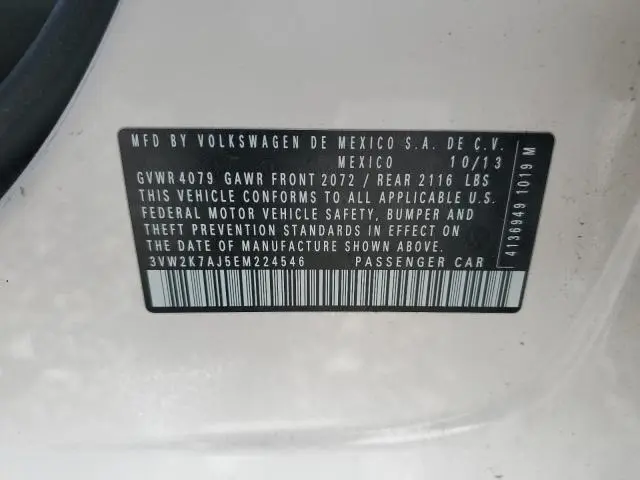 MFD BY VOLKSWAGEN DE MEXICO S.A. DE C.V.
MEXICO 10/13
GVWR 4079 GAWR FRONT 2072 / REAR 2116 LBS
THIS VEHICLE CONFORMS TO ALL APPLICABLE U.S.
FEDERAL MOTOR VEHICLE SAFETY, BUMPER AND
THEFT PREVENTION STANDARDS IN EFFECT ON
THE DATE OF MANUFACTURE SHOWN ABOVE.
3VW2K7AJ5EM224546 PASSENGER CAR
4136949 1019 M